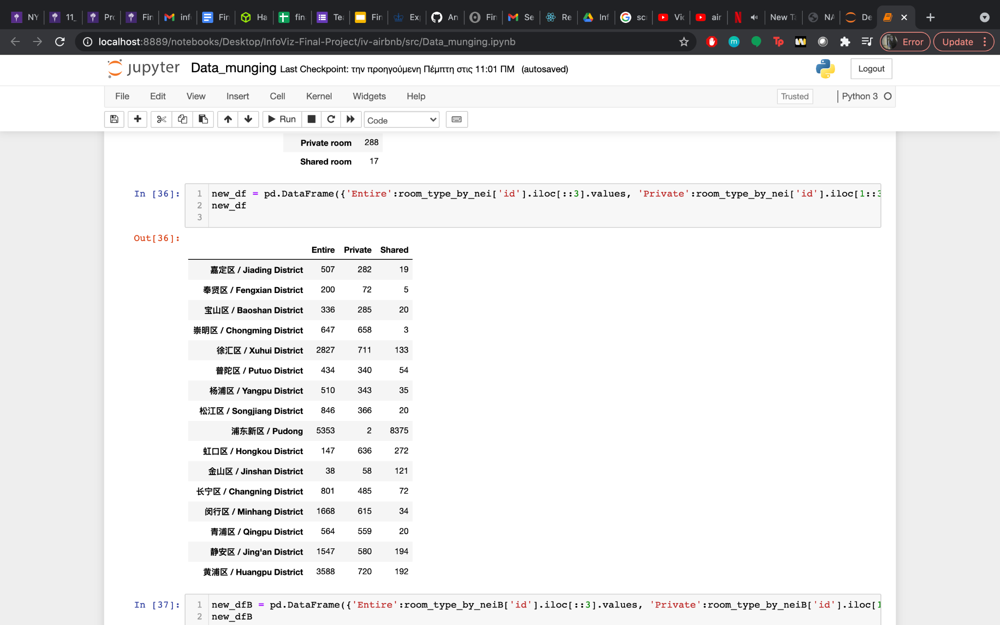 NY 11_ Pro Fin inf Fin Ha fin Tea Fin Exp An Fin Se Re Inf sc Vi air New Ta NA De
localhost:8889/notebooks/Desktop/InfoViz-Final-Project/iv-airbnb/src/Data_munging.ipynb Error Update
jupyter Data_munging Last Checkpoint: την προηγούμενη Πέμπτη στις 11:01 ΠΜ (autosaved) Logout
File Edit View Insert Cell Kernel Widgets Help Trusted Python 3
Run Code
Private room 288
Shared room 17
In [36]: 1 new_df = pd.DataFrame({'Entire':room_type_by_nei['id'].iloc[::3].values, 'Private':room_type_by_nei['id'].iloc[1::3
2 new_df
3
Out[36]:
Entire Private Shared
嘉定区 / Jiading District 507 282 19
奉贤区 / Fengxian District 200 72 5
宝山区 / Baoshan District 336 285 20
崇明区 / Chongming District 647 658 3
徐汇区 / Xuhui District 2827 711 133
普陀区 / Putuo District 434 340 54
杨浦区 / Yangpu District 510 343 35
松江区 / Songjiang District 846 366 20
浦东新区 / Pudong 5353 2 8375
虹口区 / Hongkou District 147 636 272
金山区 / Jinshan District 38 58 121
长宁区 / Changning District 801 485 72
闵行区 / Minhang District 1668 615 34
青浦区 / Qingpu District 564 559 20
静安区 / Jing'an District 1547 580 194
黄浦区 / Huangpu District 3588 720 192
In [37]: 1 new_dfB = pd.DataFrame({'Entire':room_type_by_neiB['id'].iloc[::3].values, 'Private':room_type_by_neiB['id'].iloc[1
2 new_dfB